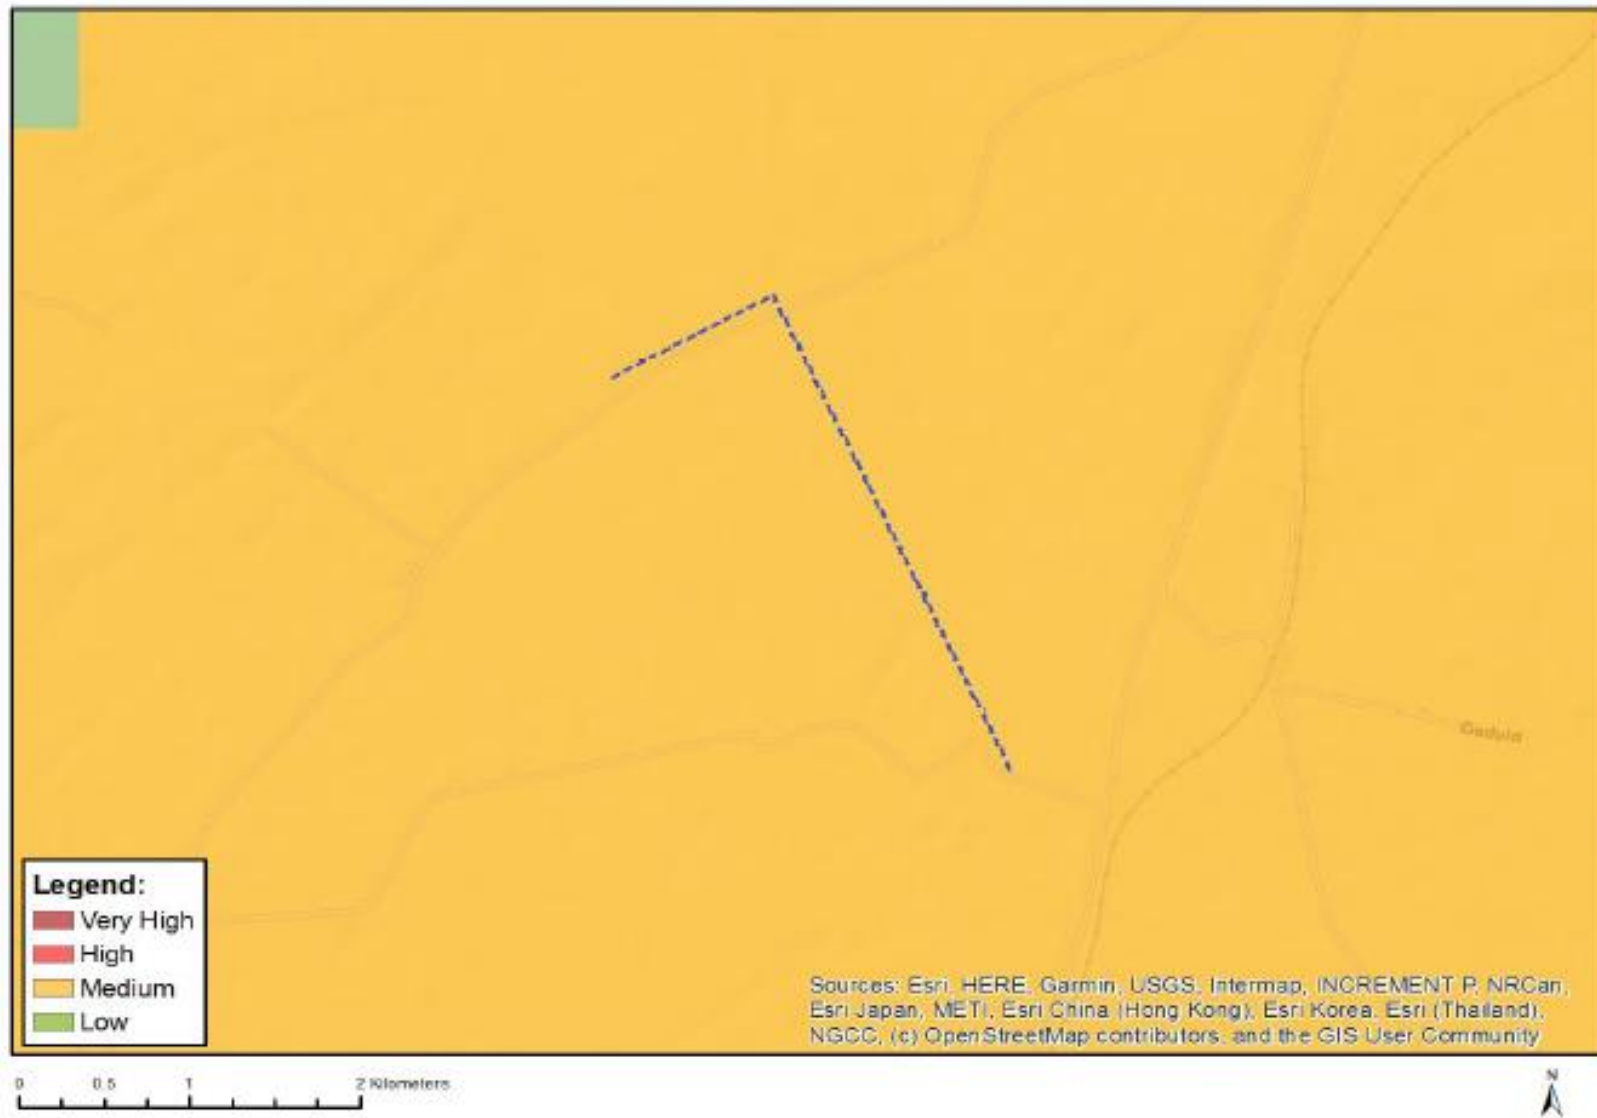 Legend:
Very High
High
Medium
Low
Sources: Esri, HERE, Garmin, USGS, Intermap, INCREMENT P, NRCan,
Esri Japan, METI, Esri China (Hong Kong), Esri Korea, Esri (Thailand),
NGCC, (c) OpenStreetMap contributors, and the GIS User Community
0 0.5 1 2 Kilometers
N